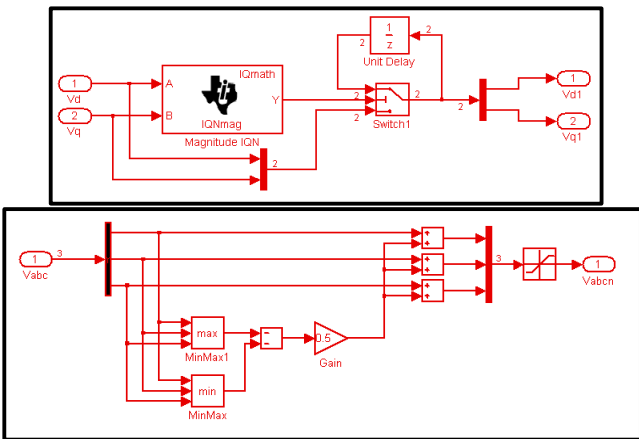 1
z
2
2
Unit Delay
IQmath
1
A
Vd
Y
IQNmag
2
B
Vq
Magnitude IQN
2
2
2
2
Switch1
2
2
1
Vd1
2
Vq1
+
+
+
+
+
+
1
3
Vabc
3
1
Vabcn
max
MinMax1
−
−
0.5
Gain
min
MinMax